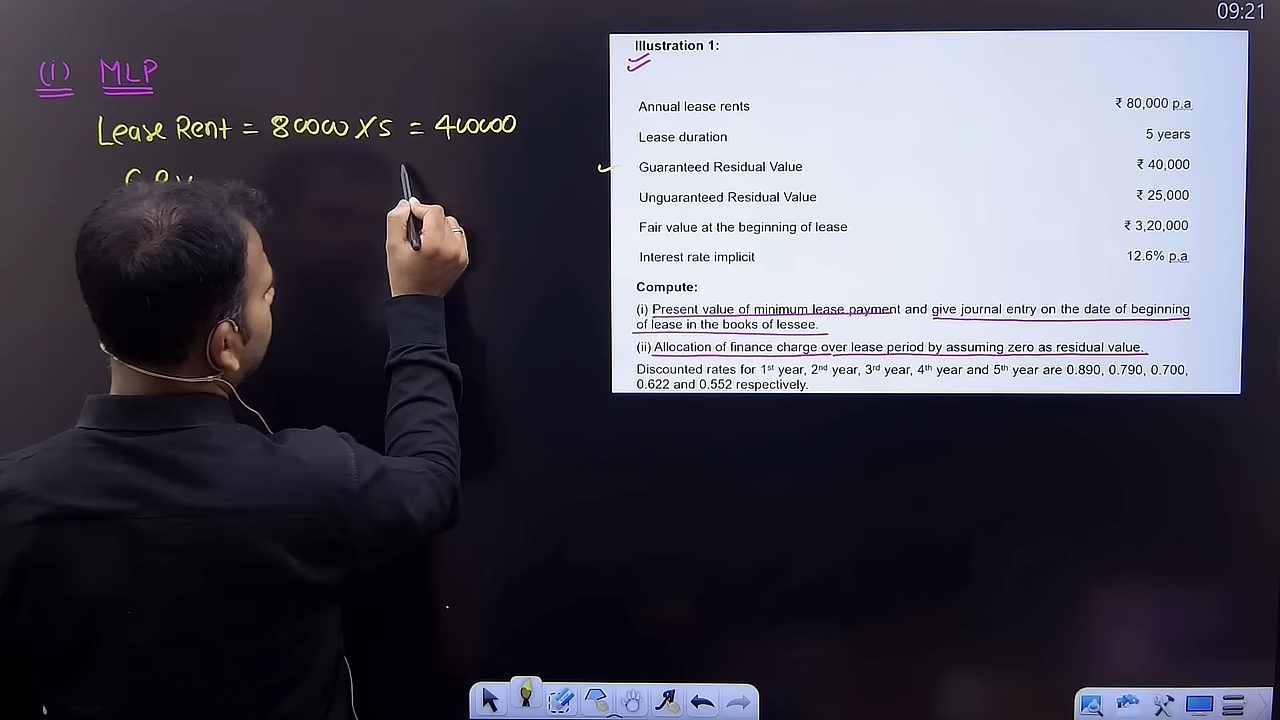 09:21
(i) MLP
Lease Rent = 80000 X 5 = 400000
Illustration 1:
Annual lease rents ₹ 80,000 p.a
Lease duration 5 years
Guaranteed Residual Value ₹ 40,000
Unguaranteed Residual Value ₹ 25,000
Fair value at the beginning of lease ₹ 3,20,000
Interest rate implicit 12.6% p.a
Compute:
(i) Present value of minimum lease payment and give journal entry on the date of beginning
of lease in the books of lessee.
(ii) Allocation of finance charge over lease period by assuming zero as residual value.
Discounted rates for 1st year, 2nd year, 3rd year, 4th year and 5th year are 0.890, 0.790, 0.700,
0.622 and 0.552 respectively.